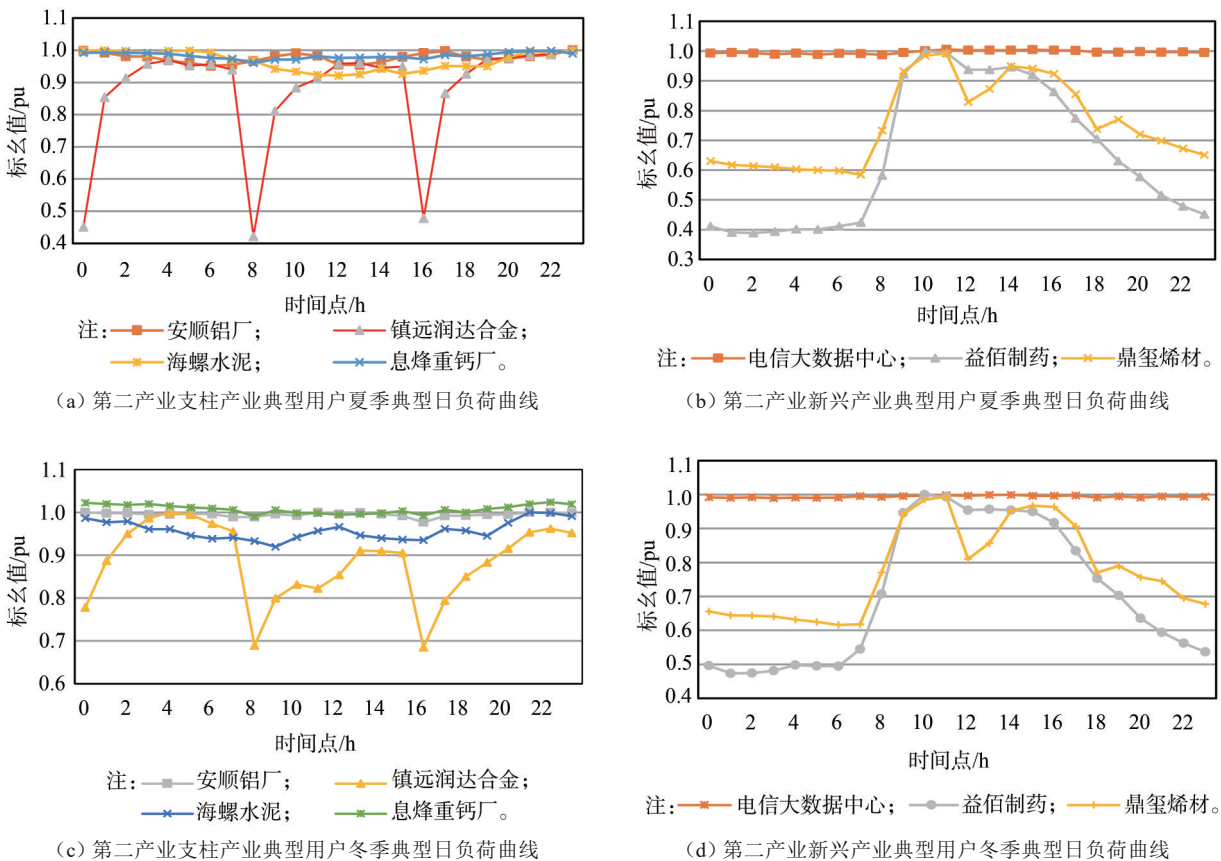 标幺值/pu
1.1
1.0
0.9
0.8
0.7
0.6
0.5
0.4
0 2 4 6 8 10 12 14 16 18 20 22
时间点/h
注: 安顺铝厂; 镇远润达合金;
海螺水泥; 息烽重钙厂。
(a) 第二产业支柱产业典型用户夏季典型日负荷曲线
标幺值/pu
1.1
1.0
0.9
0.8
0.7
0.6
0.5
0.4
0.3
0 2 4 6 8 10 12 14 16 18 20 22
时间点/h
注: 电信大数据中心; 益佰制药; 鼎玺烯材。
(b) 第二产业新兴产业典型用户夏季典型日负荷曲线
标幺值/pu
1.1
1.0
0.9
0.8
0.7
0.6
0 2 4 6 8 10 12 14 16 18 20 22
时间点/h
注: 安顺铝厂; 镇远润达合金;
海螺水泥; 息烽重钙厂。
(c) 第二产业支柱产业典型用户冬季典型日负荷曲线
标幺值/pu
1.1
1.0
0.9
0.8
0.7
0.6
0.5
0.4
0 2 4 6 8 10 12 14 16 18 20 22
时间点/h
注: 电信大数据中心; 益佰制药; 鼎玺烯材。
(d) 第二产业新兴产业典型用户冬季典型日负荷曲线